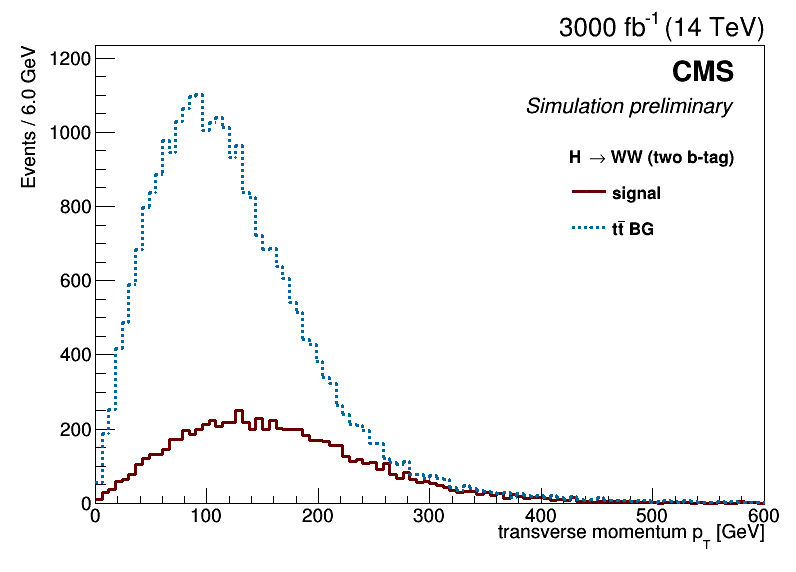 3000 fb⁻¹ (14 TeV)
Events / 6.0 GeV
CMS
Simulation preliminary
H → WW (two b-tag)
signal
tt̄ BG
1200
1000
800
600
400
200
0
0 100 200 300 400 500 600
transverse momentum p_T [GeV]